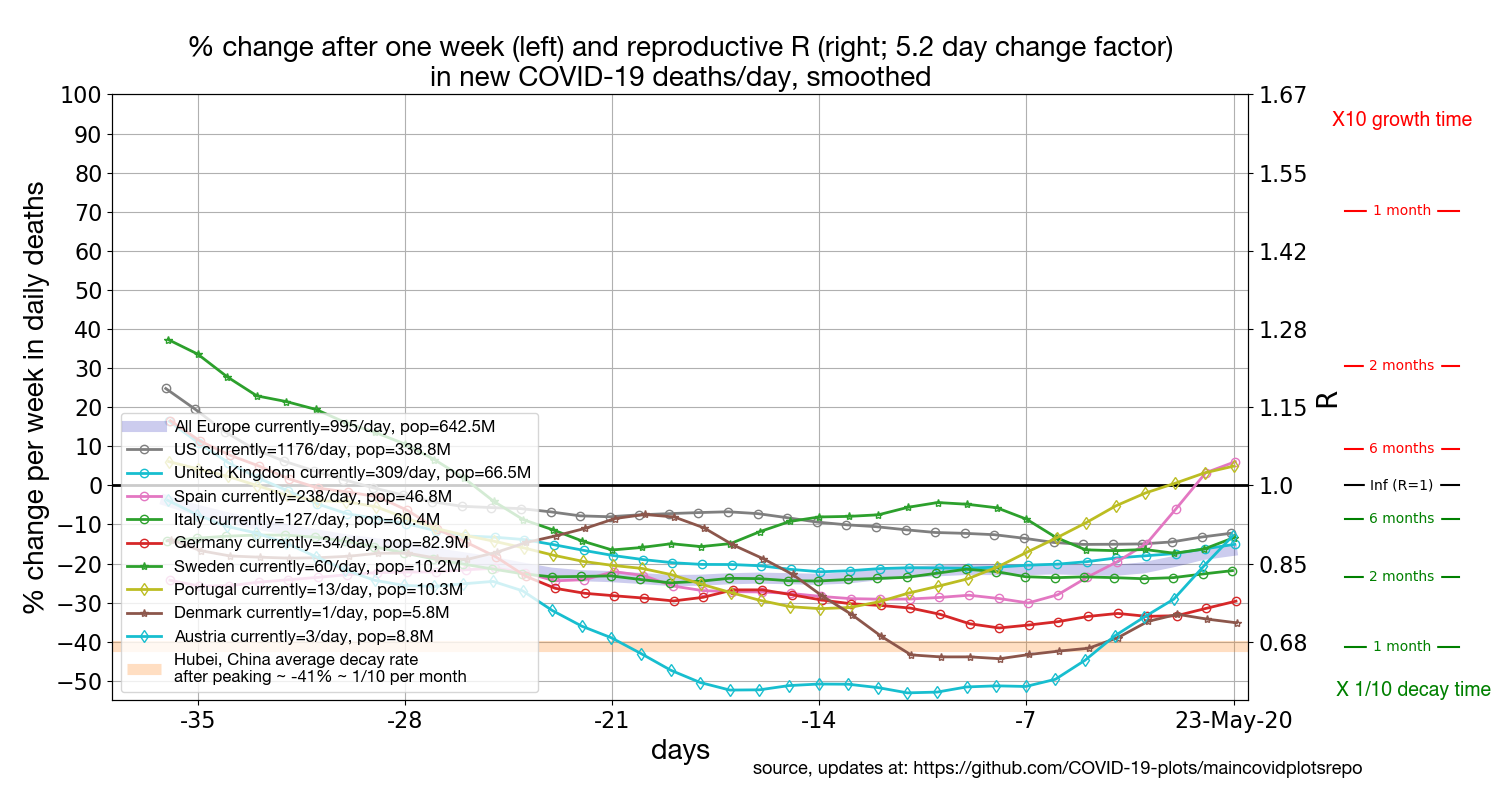 % change after one week (left) and reproductive R (right; 5.2 day change factor)
in new COVID-19 deaths/day, smoothed
% change per week in daily deaths
100
90
80
70
60
50
40
30
20
10
0
−10
−20
−30
−40
−50
All Europe currently=995/day, pop=642.5M
US currently=1176/day, pop=338.8M
United Kingdom currently=309/day, pop=66.5M
Spain currently=238/day, pop=46.8M
Italy currently=127/day, pop=60.4M
Germany currently=34/day, pop=82.9M
Sweden currently=60/day, pop=10.2M
Portugal currently=13/day, pop=10.3M
Denmark currently=1/day, pop=5.8M
Austria currently=3/day, pop=8.8M
Hubei, China average decay rate
after peaking ~ -41% ~ 1/10 per month
-35
-28
-21
-14
-7
23-May-20
days
1.67
1.55
1.42
1.28
1.15
1.0
0.85
0.68
R
X10 growth time
1 month
2 months
6 months
Inf (R=1)
6 months
2 months
1 month
X 1/10 decay time
source, updates at: https://github.com/COVID-19-plots/maincovidplotsrepo